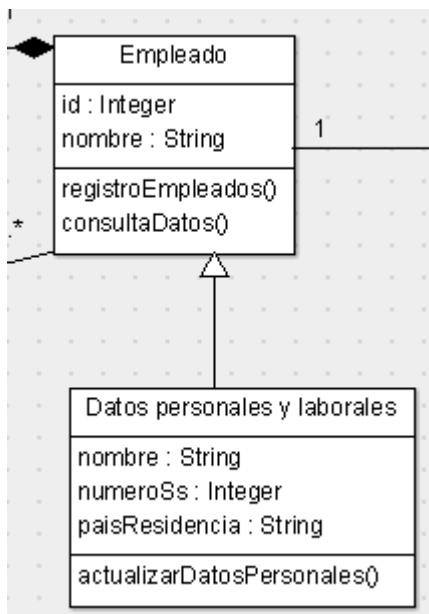 Empleado
id : Integer
nombre : String
1
registroEmpleados()
consultaDatos()
.*
Datos personales y laborales
nombre : String
numeroSs : Integer
paisResidencia : String
actualizarDatosPersonales()